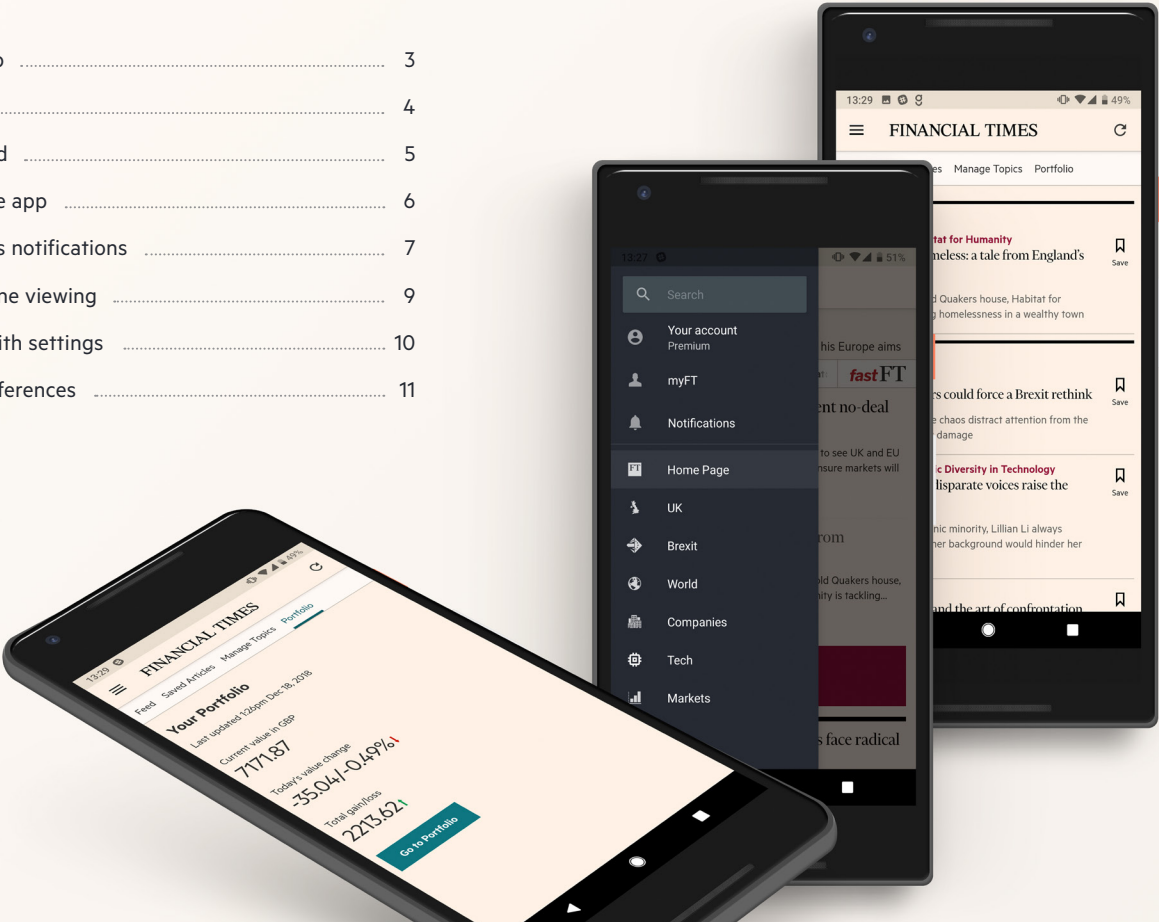 3
4
5
e app 6
s notifications 7
ne viewing 9
ith settings 10
ferences 11
13:29 49%
FINANCIAL TIMES
es Manage Topics Portfolio
tat for Humanity
neless: a tale from England's
Save
d Quakers house, Habitat for
g homelessness in a wealthy town
rs could force a Brexit rethink
Save
e chaos distract attention from the
damage
ic Diversity in Technology
lisparate voices raise the
Save
nic minority, Lillian Li always
ner background would hinder her
and the art of confrontation
13:27 51%
Search
Your account
Premium
myFT
Notifications
FT Home Page
UK
Brexit
World
Companies
Tech
Markets
his Europe aims
fastFT
ent no-deal
to see UK and EU
nsure markets will
rom
old Quakers house,
nity is tackling...
s face radical
13:29 49%
FINANCIAL TIMES
Feed Saved Articles Manage Topics Portfolio
Your Portfolio
Last updated 1:26pm Dec 18, 2018
Current value in GBP
7171.87
Today's value change
-35.04/-0.49%
Total gain/loss
2213.62
Go to Portfolio